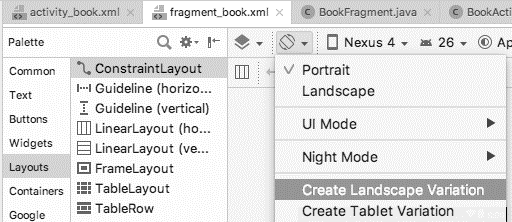 activity_book.xml
fragment_book.xml
BookFragment.java
BookActi
Palette
Nexus 4
26
Ap
Common
Text
Buttons
Widgets
Layouts
Containers
Google
ConstraintLayout
Guideline (horizo...
Guideline (vertical)
LinearLayout (ho...
LinearLayout (ve...
FrameLayout
TableLayout
TableRow
Portrait
Landscape
UI Mode
Night Mode
Create Landscape Variation
Create Tablet Variation